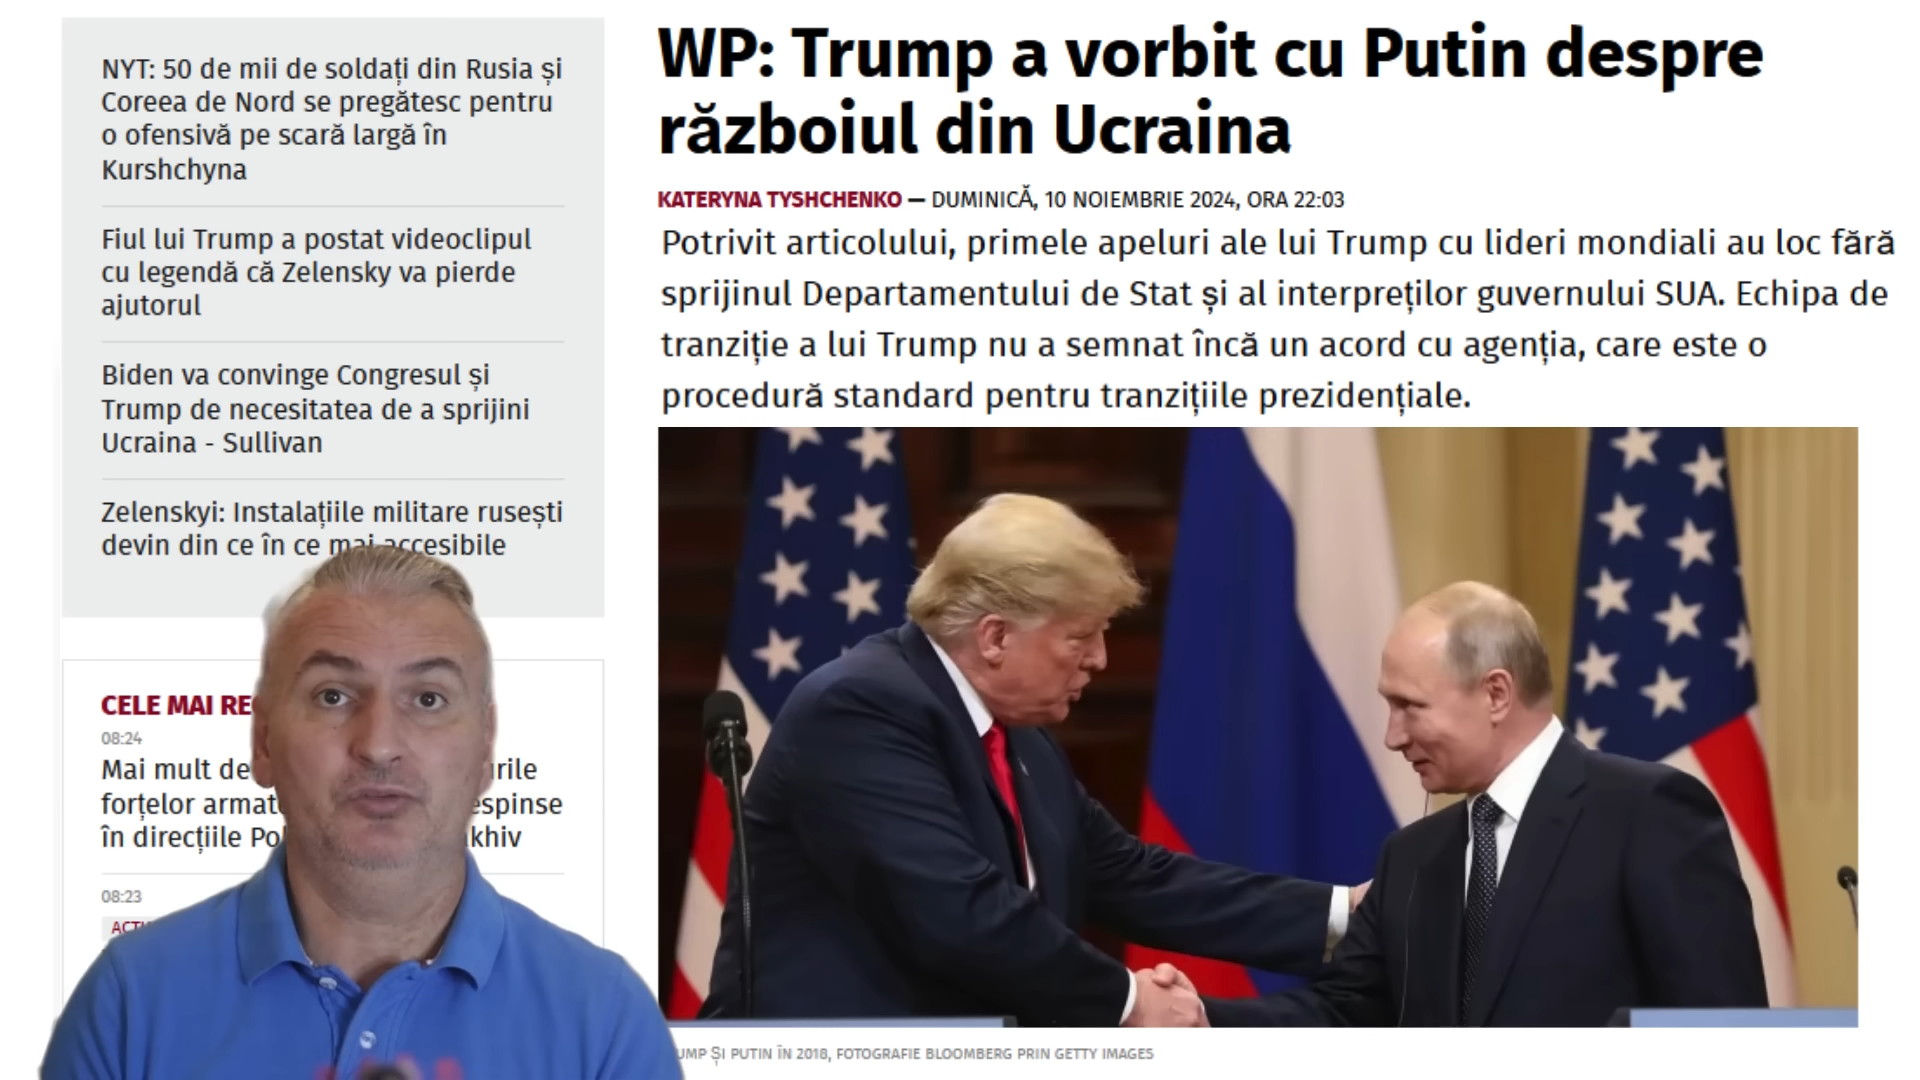 NYT: 50 de mii de soldați din Rusia și
Coreea de Nord se pregătesc pentru
o ofensivă pe scară largă în
Kurshchyna
Fiul lui Trump a postat videoclipul
cu legendă că Zelensky va pierde
ajutorul
Biden va convinge Congresul și
Trump de necesitatea de a sprijini
Ucraina - Sullivan
Zelenskyi: Instalațiile militare rusești
devin din ce în ce mai accesibile
CELE MAI
08:24
Mai mult de
forțelor
în direcțiile
08:23
WP: Trump a vorbit cu Putin despre
războiul din Ucraina
KATERYNA TYSHCHENKO — DUMINICĂ, 10 NOIEMBRIE 2024, ORA 22:03
Potrivit articolului, primele apeluri ale lui Trump cu lideri mondiali au loc fără
sprijinul Departamentului de Stat și al interpreților guvernului SUA. Echipa de
tranziție a lui Trump nu a semnat încă un acord cu agenția, care este o
procedură standard pentru tranzițiile prezidențiale.
ȘI PUTIN ÎN 2018, FOTOGRAFIE BLOOMBERG PRIN GETTY IMAGES